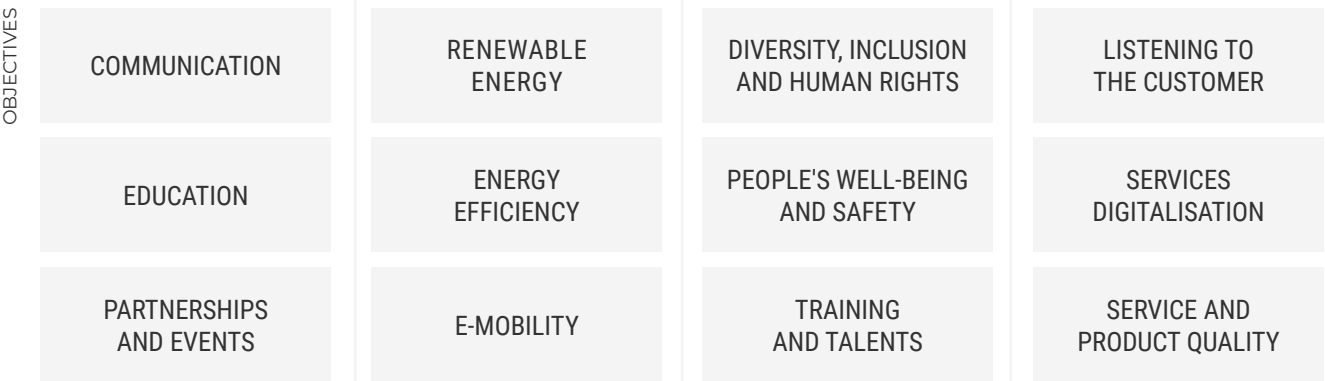 OBJECTIVES
COMMUNICATION
RENEWABLE
ENERGY
DIVERSITY, INCLUSION
AND HUMAN RIGHTS
LISTENING TO
THE CUSTOMER
EDUCATION
ENERGY
EFFICIENCY
PEOPLE'S WELL-BEING
AND SAFETY
SERVICES
DIGITALISATION
PARTNERSHIPS
AND EVENTS
E-MOBILITY
TRAINING
AND TALENTS
SERVICE AND
PRODUCT QUALITY